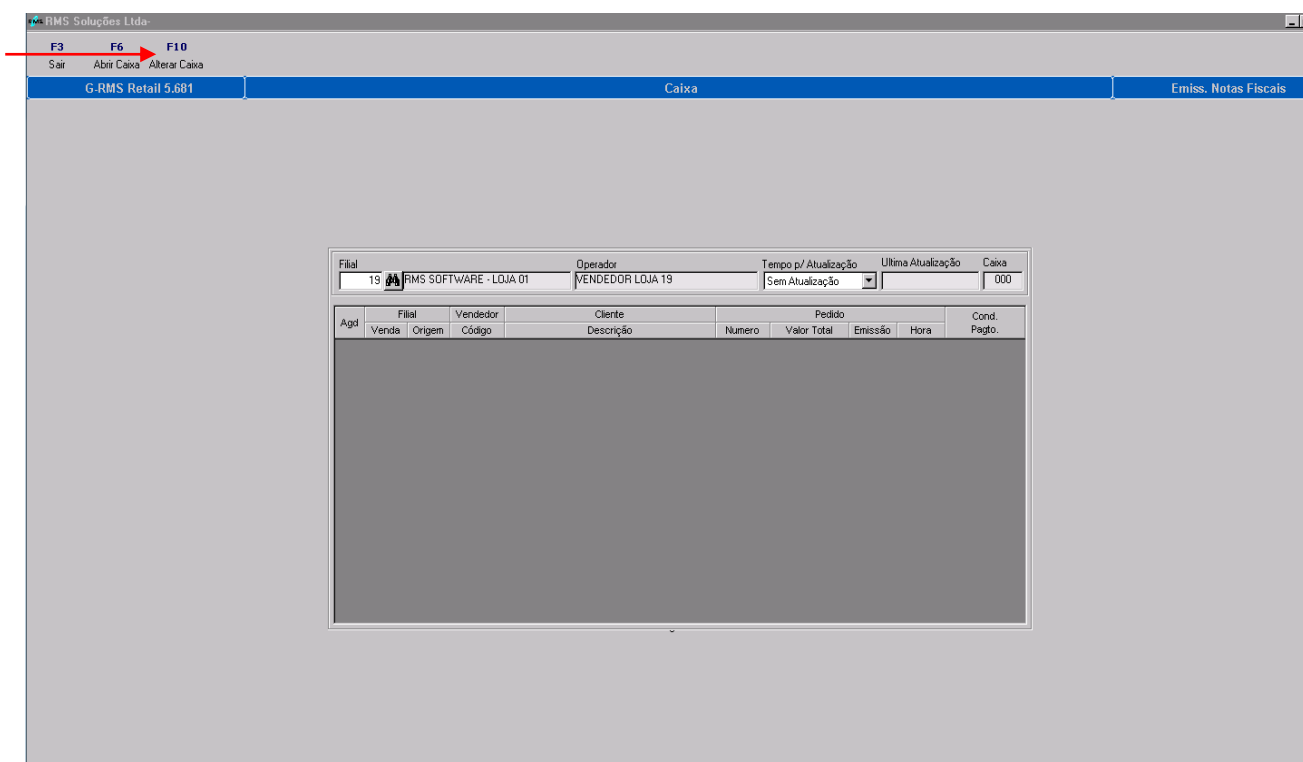 RMS RMS Soluções Ltda-
F3 F6 F10
Sair Abrir Caixa Alterar Caixa
G-RMS Retail 5.681 Caixa Emiss. Notas Fiscais
Filial Operador Tempo p/ Atualização Ultima Atualização Caixa
19 RMS SOFTWARE - LOJA 01 VENDEDOR LOJA 19 Sem Atualização 000
Agd Filial Vendedor Cliente Pedido Cond. Pagto.
Venda Origem Código Descrição Numero Valor Total Emissão Hora